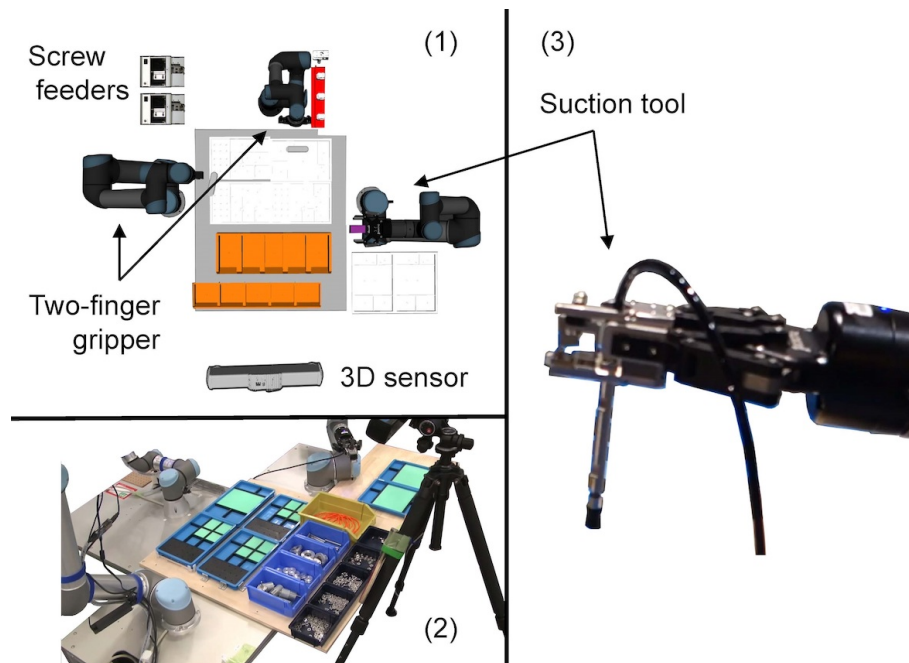 (1)
Screw
feeders
Two-finger
gripper
3D sensor
(2)
(3)
Suction tool